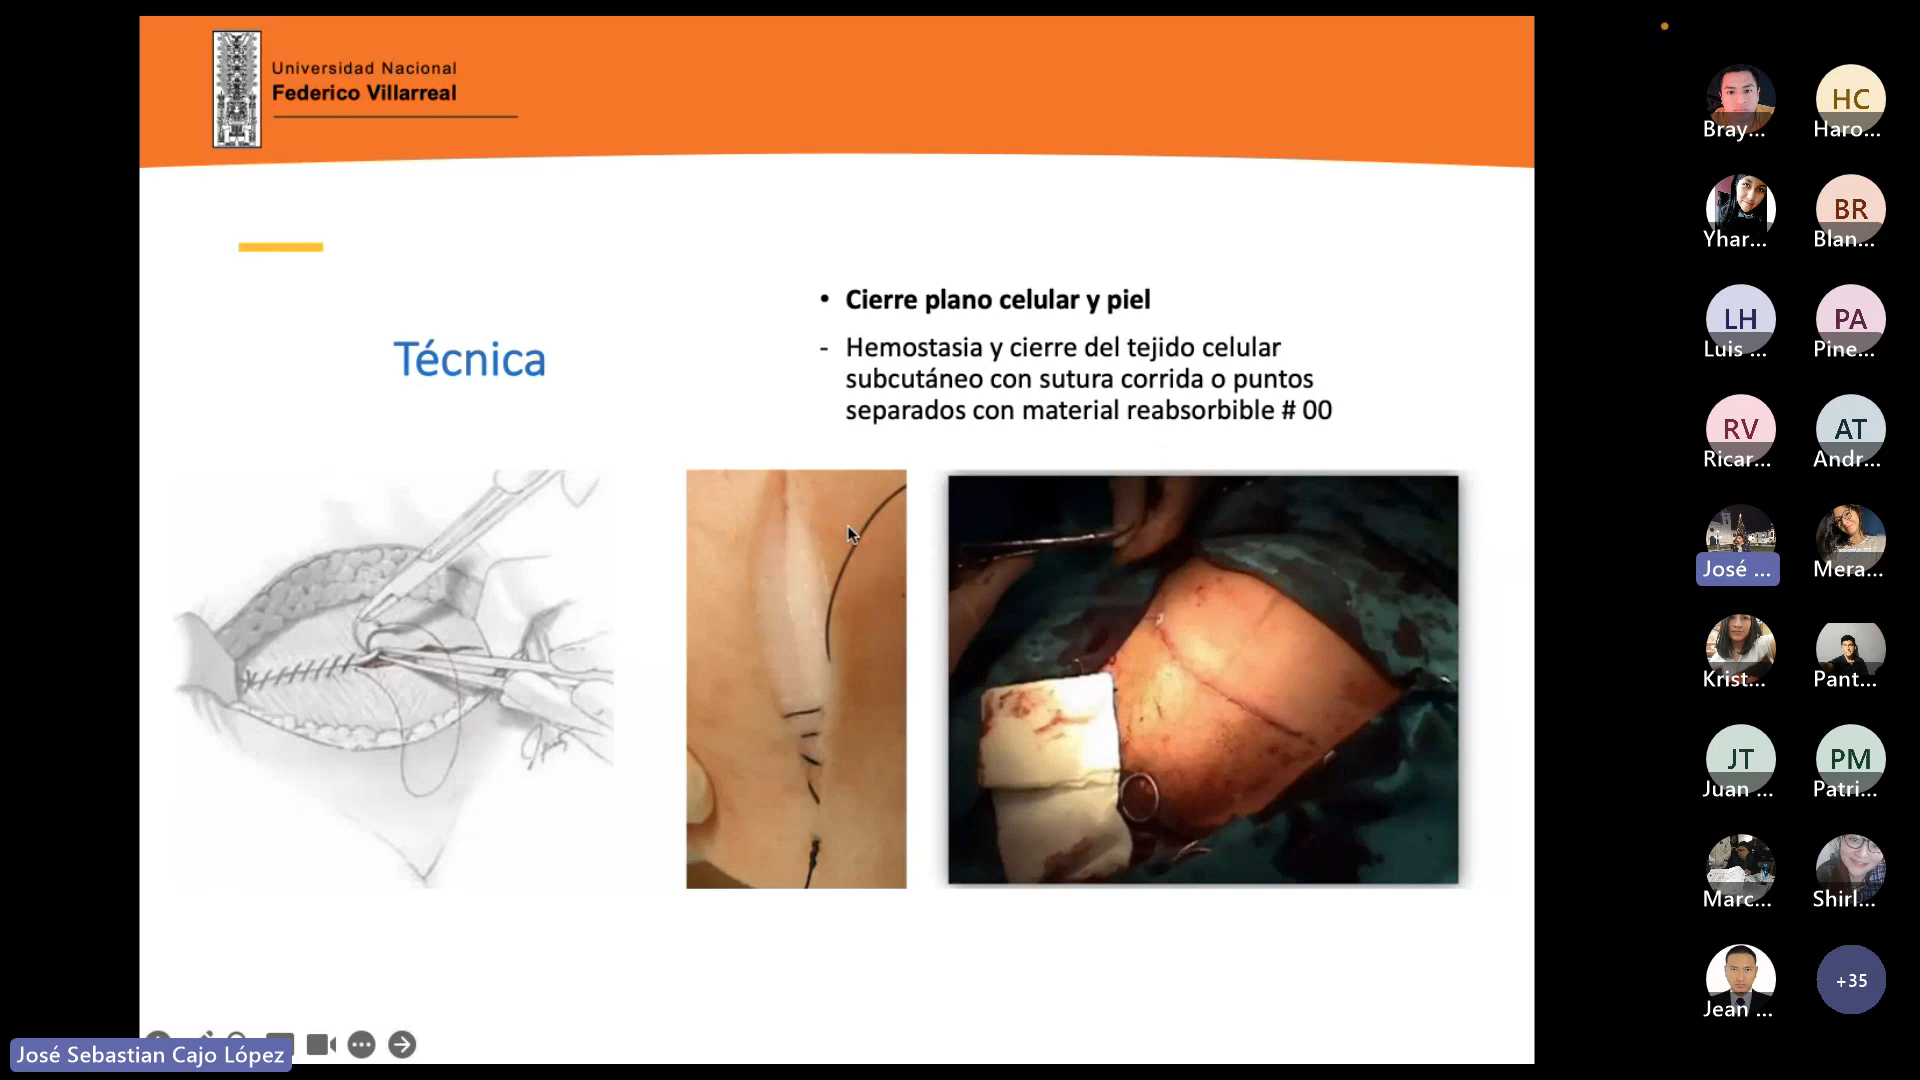 Universidad Nacional
Federico Villarreal
Técnica
• Cierre plano celular y piel
- Hemostasia y cierre del tejido celular
subcutáneo con sutura corrida o puntos
separados con material reabsorbible # 00
José Sebastian Cajo López
Bray...
HC
Haro...
Yhar...
BR
Blan...
LH
Luis ...
PA
Pine...
RV
Ricar...
AT
Andr...
José ...
Mera...
Krist...
Pant...
JT
Juan ...
PM
Patri...
Marc...
Shirl...
Jean ...
+35